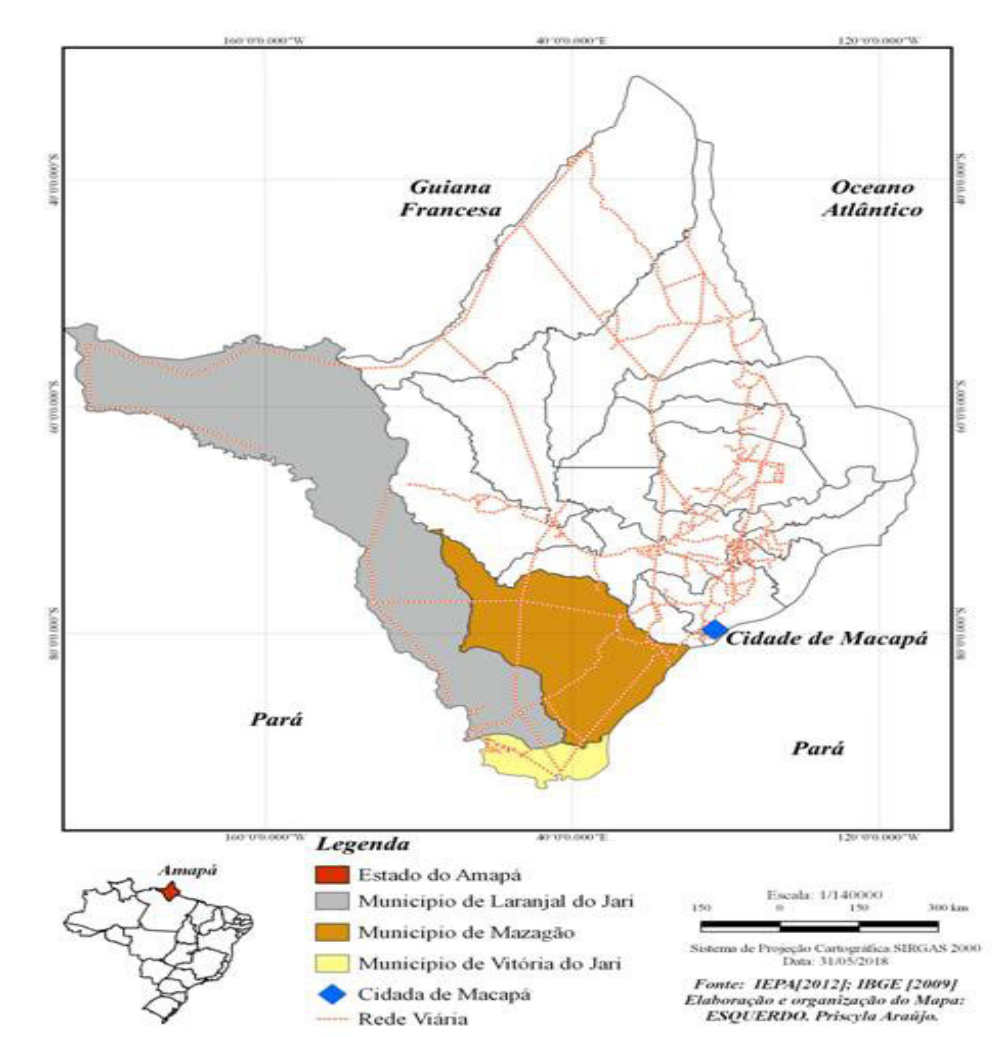 160°0'0.000"W
40°0'0.000"E
120°0'0.000"W
Guiana
Francesa
Oceano
Atlântico
Cidade de Macapá
Pará
Pará
160°0'0.000"W
40°0'0.000"E
120°0'0.000"W
Legenda
Amapá
Estado do Amapá
Município de Laranjal do Jari
Município de Mazagão
Município de Vitória do Jari
Cidada de Macapá
Rede Viária
Escala: 1/140000
150 0 150 300 km
Sistema de Projeção Cartográfica SIRGAS 2000
Data: 31/05/2018
Fonte: IEPA[2012]; IBGE [2009]
Elaboração e organização do Mapa:
ESQUERDO. Priscyla Araújo.